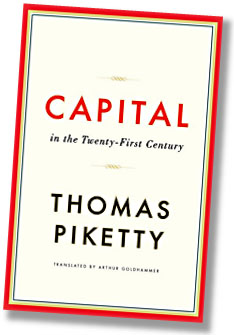 CAPITAL
in the Twenty-First Century
THOMAS
PIKETTY
TRANSLATED BY ARTHUR GOLDHAMMER